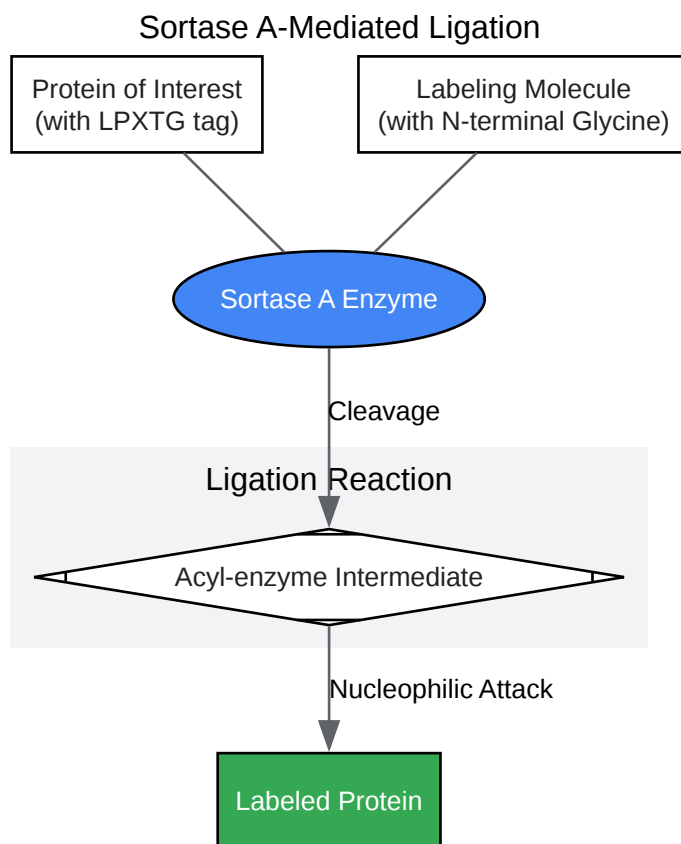 Sortase A-Mediated Ligation
Protein of Interest
(with LPXTG tag)
Labeling Molecule
(with N-terminal Glycine)
Sortase A Enzyme
Cleavage
Ligation Reaction
Acyl-enzyme Intermediate
Nucleophilic Attack
Labeled Protein